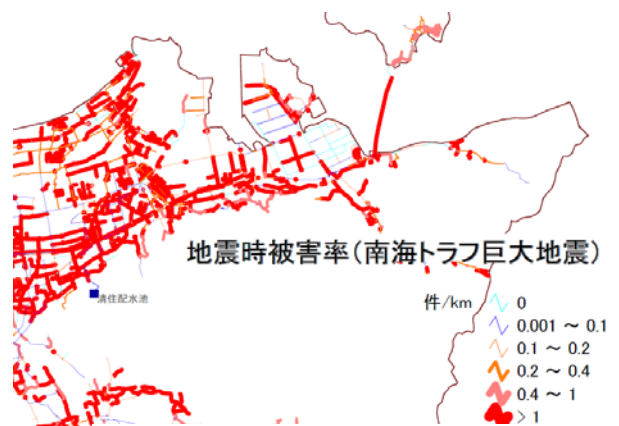 地震時被害率(南海トラフ巨大地震)
清住配水池
件/km
0
0.001 ~ 0.1
0.1 ~ 0.2
0.2 ~ 0.4
0.4 ~ 1
> 1